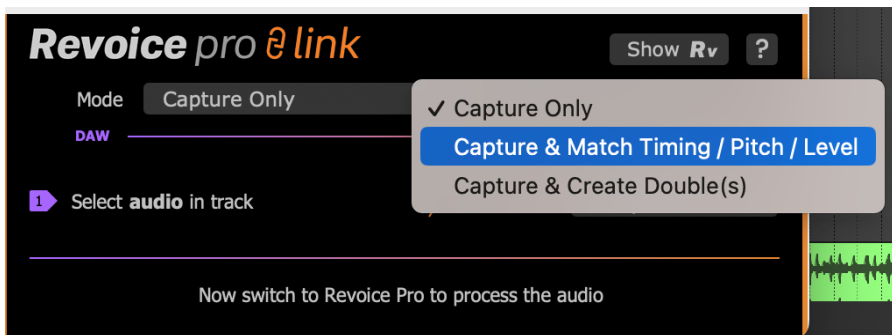 Revoice pro link
Show Rv ?
Mode Capture Only
✓ Capture Only
DAW
Capture & Match Timing / Pitch / Level
Capture & Create Double(s)
1 Select audio in track
Now switch to Revoice Pro to process the audio